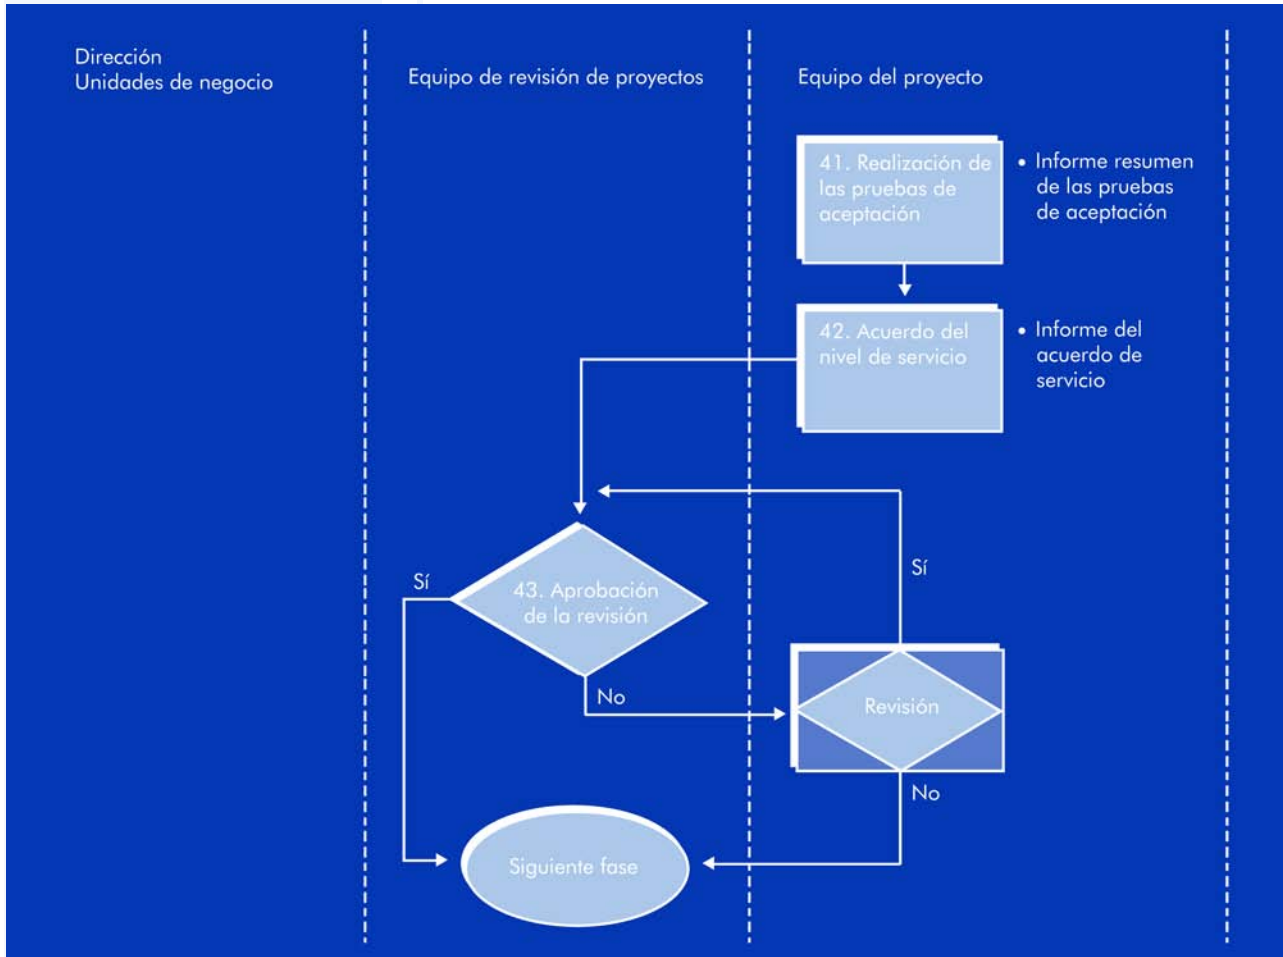 Dirección
Unidades de negocio
Equipo de revisión de proyectos
Equipo del proyecto
41. Realización de
las pruebas de
aceptación
• Informe resumen
de las pruebas
de aceptación
42. Acuerdo del
nivel de servicio
• Informe del
acuerdo de
servicio
Sí
43. Aprobación
de la revisión
Sí
No
Revisión
No
Siguiente fase